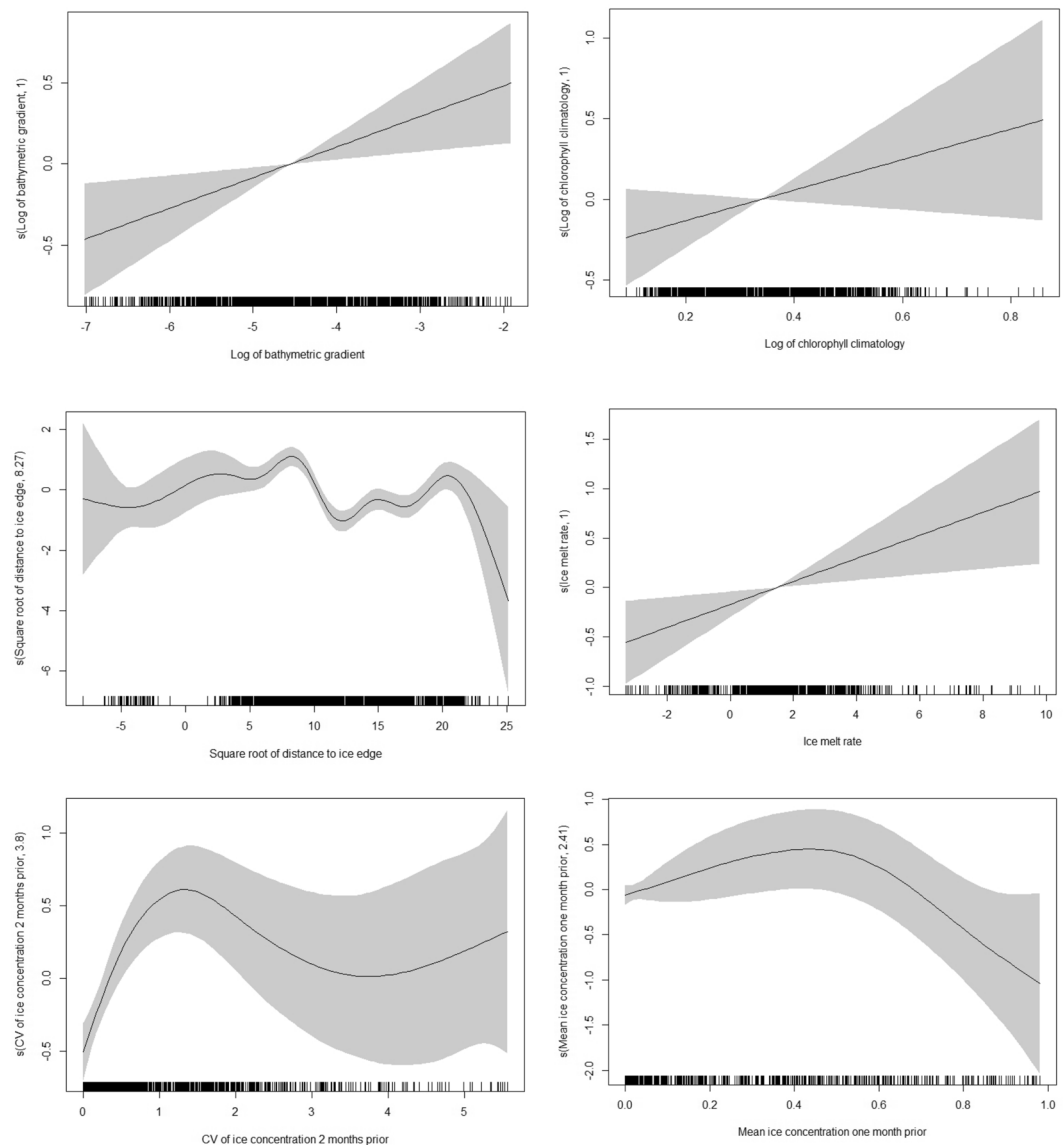 s(Log of bathymetric gradient, 1)
0.5
0.0
-0.5
-7 -6 -5 -4 -3 -2
Log of bathymetric gradient
s(Log of chlorophyll climatology, 1)
1.0
0.5
0.0
-0.5
0.2 0.4 0.6 0.8
Log of chlorophyll climatology
s(Square root of distance to ice edge, 8.27)
2
0
2
-6
-5 0 5 10 15 20 25
Square root of distance to ice edge
s(Ice melt rate, 1)
1.5
1.0
0.5
0.0
-0.5
-1.0
-2 0 2 4 6 8 10
Ice melt rate
s(CV of ice concentration 2 months prior, 3.8)
1.0
0.5
0.0
-0.5
0 1 2 3 4 5
CV of ice concentration 2 months prior
s(Mean ice concentration one month prior, 2.41)
1.0
0.5
0.0
-0.5
-1.0
-1.5
-2.0
0.0 0.2 0.4 0.6 0.8 1.0
Mean ice concentration one month prior